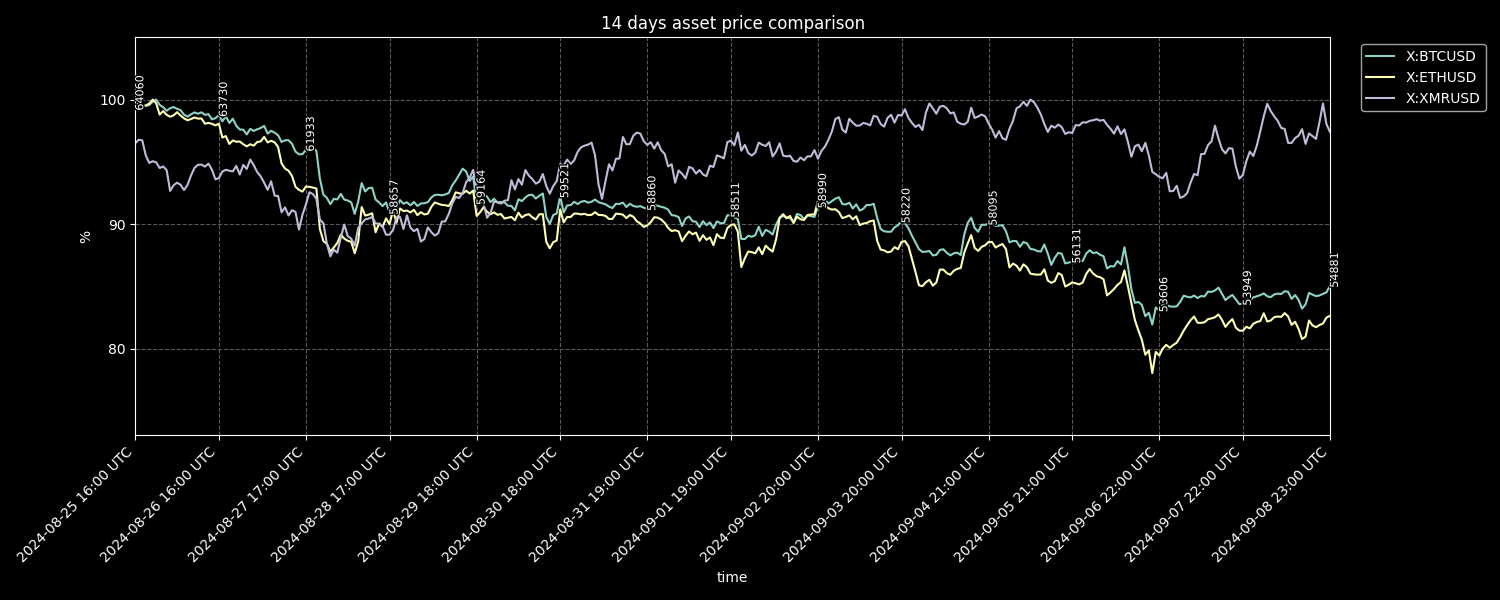 14 days asset price comparison
X:BTCUSD
X:ETHUSD
X:XMRUSD
%
100
90
80
64060
63730
61933
58657
59164
59521
58860
58511
58990
58220
58095
56131
53606
53949
54881
2024-08-25 16:00 UTC
2024-08-26 16:00 UTC
2024-08-27 17:00 UTC
2024-08-28 17:00 UTC
2024-08-29 18:00 UTC
2024-08-30 18:00 UTC
2024-08-31 19:00 UTC
2024-09-01 19:00 UTC
2024-09-02 20:00 UTC
2024-09-03 20:00 UTC
2024-09-04 21:00 UTC
2024-09-05 21:00 UTC
2024-09-06 22:00 UTC
2024-09-07 22:00 UTC
2024-09-08 23:00 UTC
time